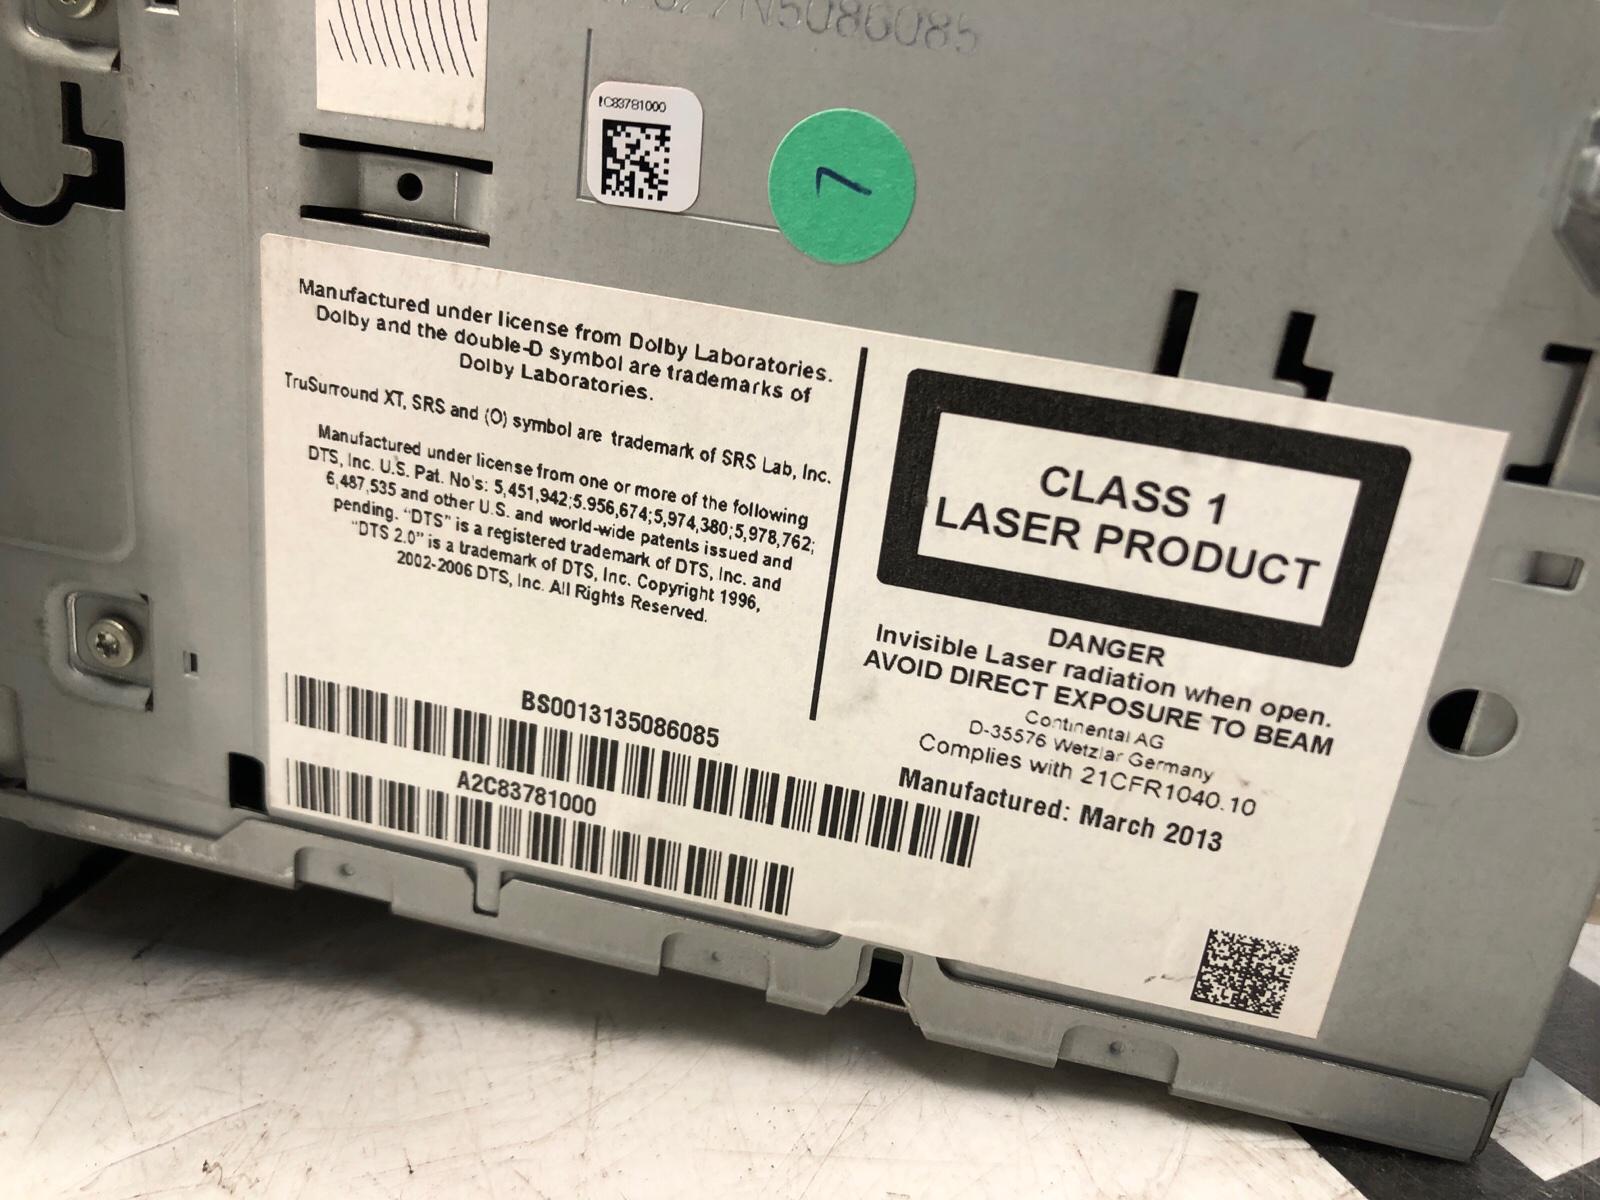 N5086085
C83781000
7
Manufactured under license from Dolby Laboratories.
Dolby and the double-D symbol are trademarks of
Dolby Laboratories.
TruSurround XT, SRS and (O) symbol are trademark of SRS Lab, Inc.
Manufactured under license from one or more of the following
DTS, Inc. U.S. Pat. No's: 5,451,942;5.956,674;5,974,380;5,978,762;
6,487,535 and other U.S. and world-wide patents issued and
pending. “DTS” is a registered trademark of DTS, Inc. and
“DTS 2.0” is a trademark of DTS, Inc. Copyright 1996,
2002-2006 DTS, Inc. All Rights Reserved.
BS0013135086085
A2C83781000
CLASS 1
LASER PRODUCT
DANGER
Invisible Laser radiation when open.
AVOID DIRECT EXPOSURE TO BEAM
Continental AG
D-35576 Wetzlar Germany
Complies with 21CFR1040.10
Manufactured: March 2013